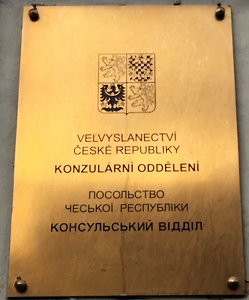 VELVYSLANECTVÍ
ČESKÉ REPUBLIKY
KONZULÁRNÍ ODDĚLENÍ
ПОСОЛЬСТВО
ЧЕСЬКОЇ РЕСПУБЛІКИ
КОНСУЛЬСЬКИЙ ВІДДІЛ